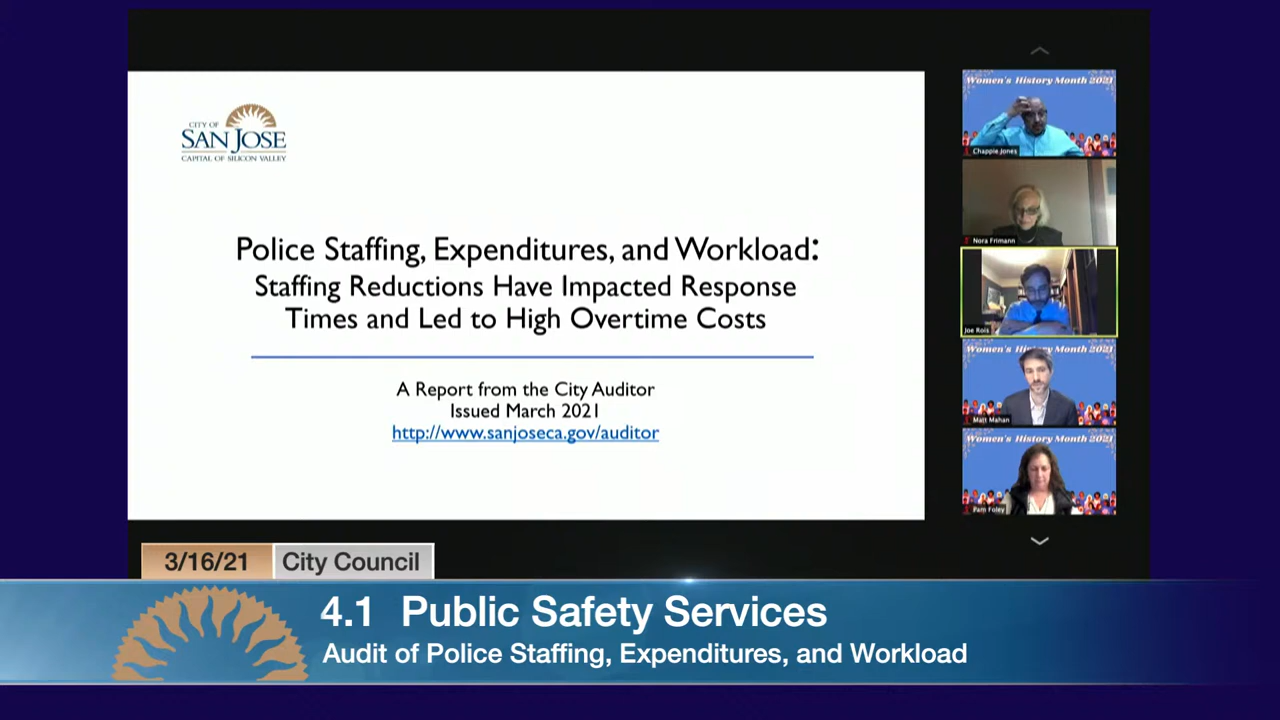 CITY OF
SAN JOSE
CAPITAL OF SILICON VALLEY
Police Staffing, Expenditures, and Workload:
Staffing Reductions Have Impacted Response
Times and Led to High Overtime Costs
A Report from the City Auditor
Issued March 2021
http://www.sanjoseca.gov/auditor
Women's History Month 2021
Chappie Jones
Nora Frimann
Joe Rois
Women's History Month 2021
Matt Mahan
Women's History Month 2021
Pam Foley
3/16/21
City Council
4.1 Public Safety Services
Audit of Police Staffing, Expenditures, and Workload